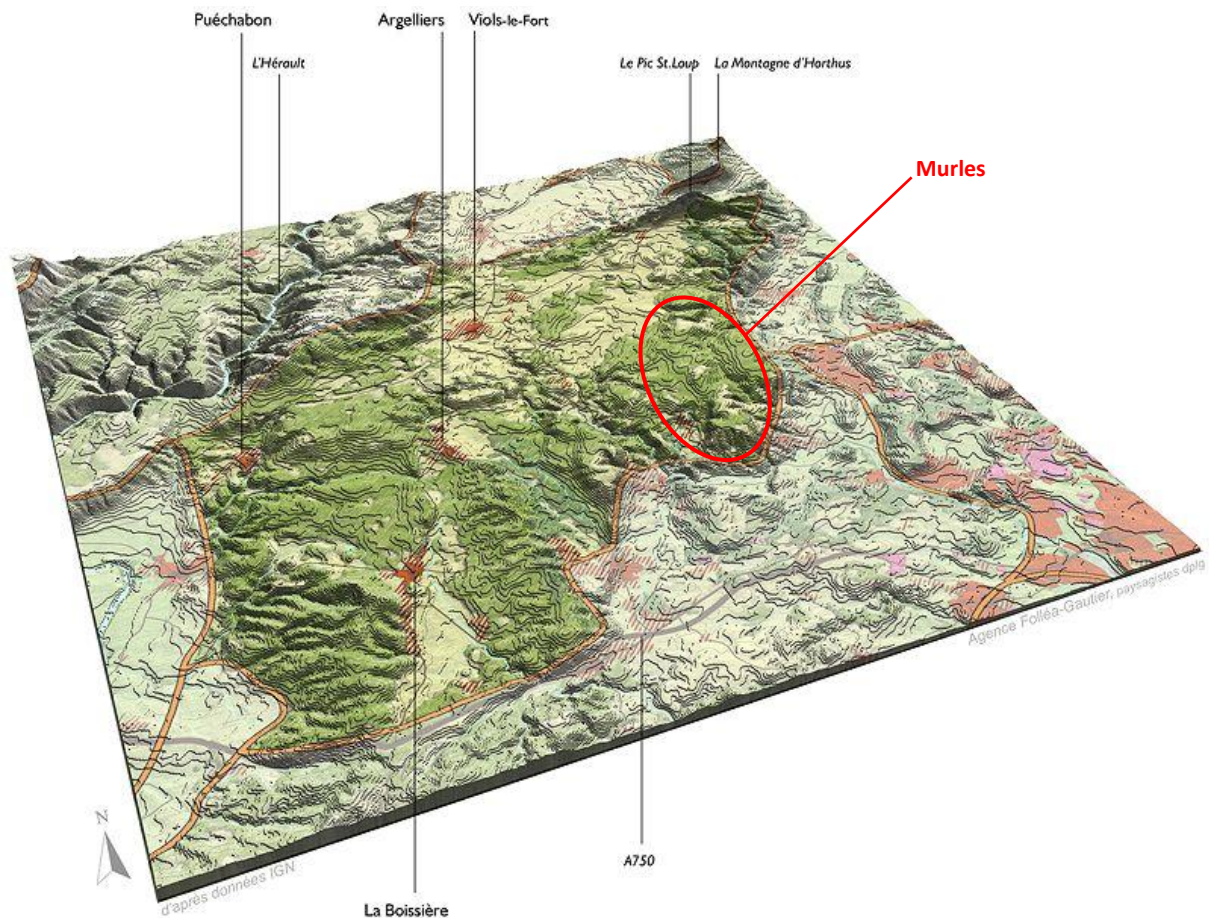 Puéchabon
Argelliers
Viols-le-Fort
L'Hérault
Le Pic St.Loup
La Montagne d'Horthus
Murles
N
A750
La Boissière
d'après données IGN
Agence Folléa-Gautier, paysagistes dplg